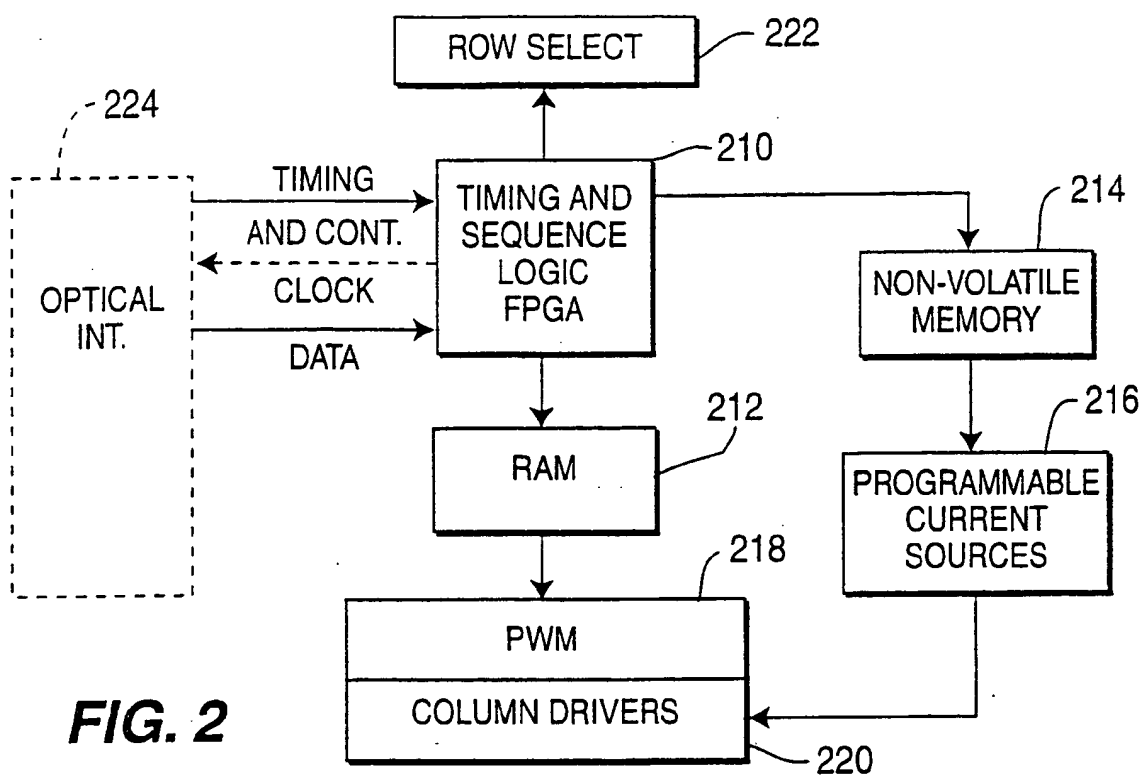 ROW SELECT
222
224
210
TIMING
AND CONT.
CLOCK
DATA
OPTICAL
INT.
TIMING AND
SEQUENCE
LOGIC
FPGA
214
NON-VOLATILE
MEMORY
212
RAM
216
PROGRAMMABLE
CURRENT
SOURCES
218
PWM
COLUMN DRIVERS
220
FIG. 2